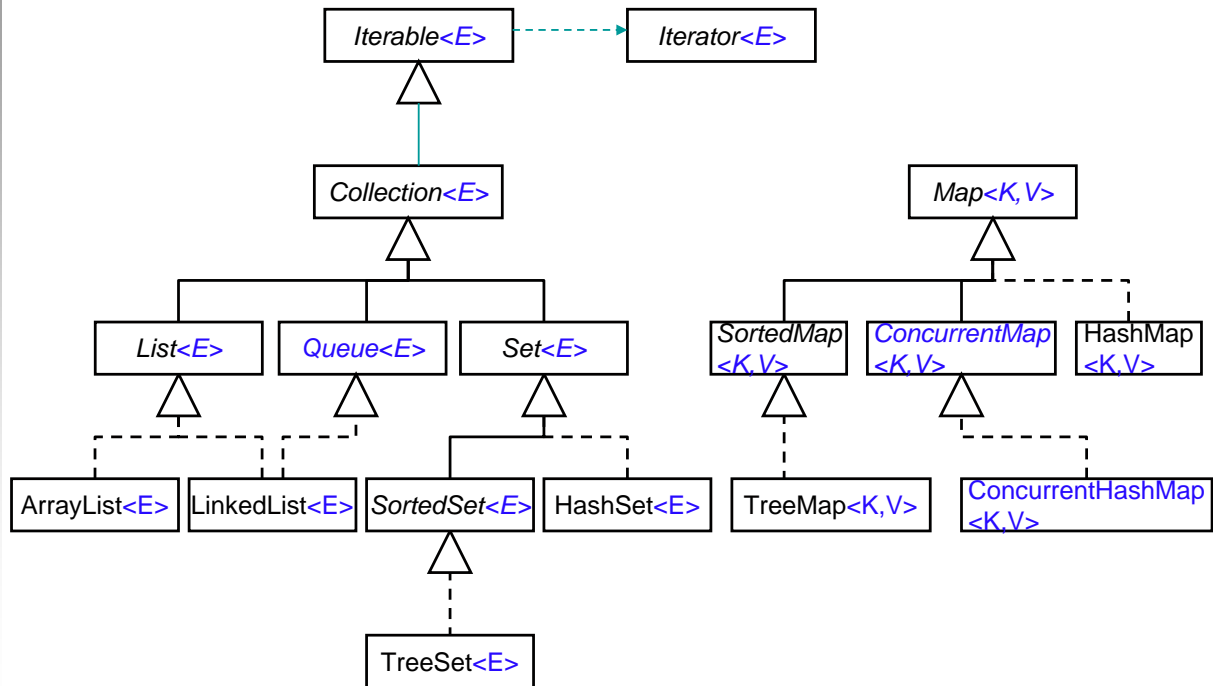 Iterable<E>
Iterator<E>
Collection<E>
Map<K,V>
List<E>
Queue<E>
Set<E>
SortedMap
<K,V>
ConcurrentMap
<K,V>
HashMap
<K,V>
ArrayList<E>
LinkedList<E>
SortedSet<E>
HashSet<E>
TreeMap<K,V>
ConcurrentHashMap
<K,V>
TreeSet<E>